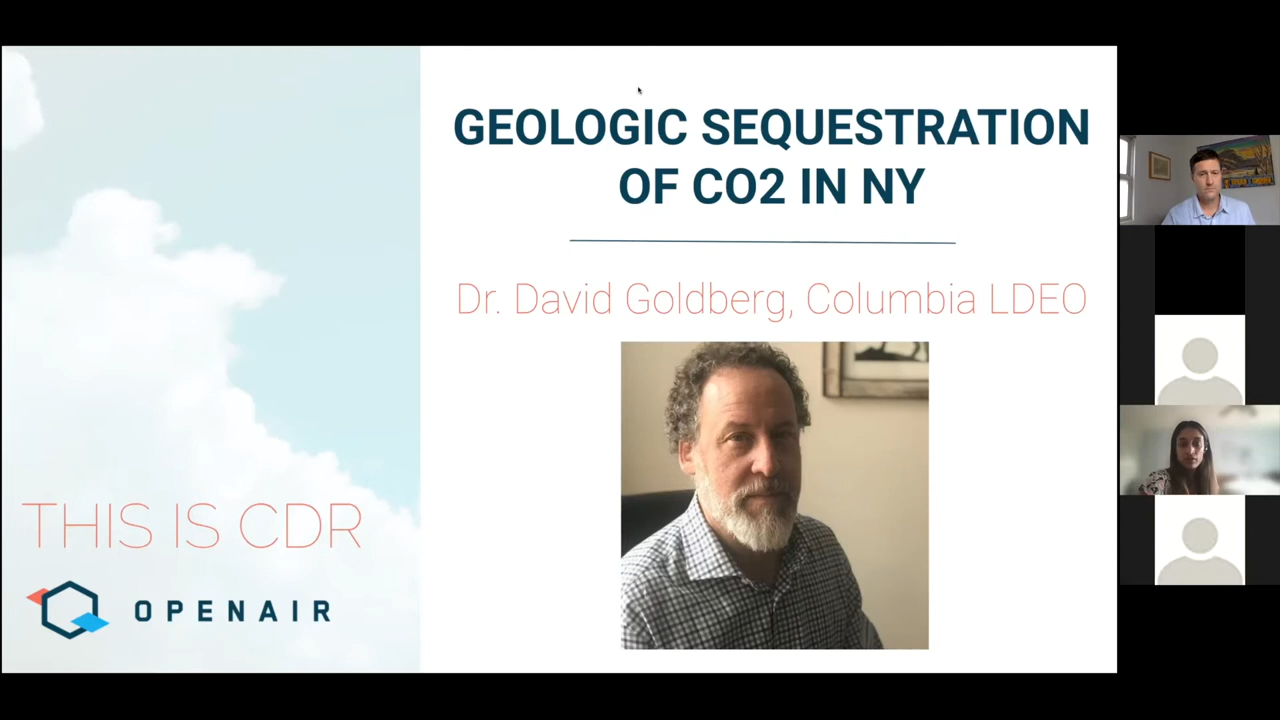 GEOLOGIC SEQUESTRATION
OF CO2 IN NY
Dr. David Goldberg, Columbia LDEO
THIS IS CDR
OPENAIR